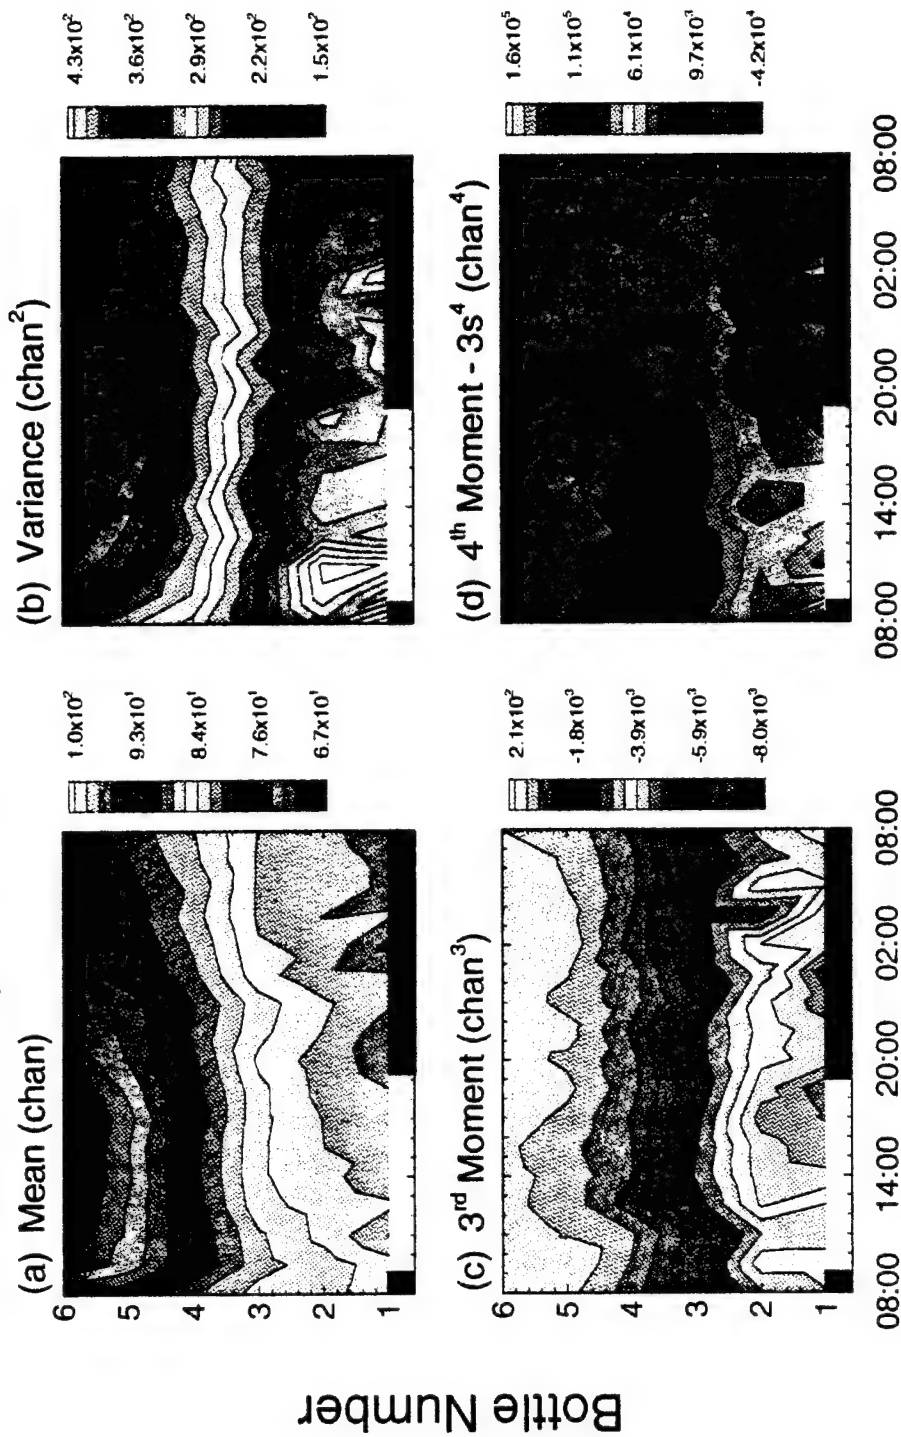 (a) Mean (chan)
1.0x10²
9.3x10¹
8.4x10¹
7.6x10¹
6.7x10¹
6
5
4
3
2
1
(b) Variance (chan²)
4.3x10²
3.6x10²
2.9x10²
2.2x10²
1.5x10²
(c) 3ʳᵈ Moment (chan³)
2.1x10²
-1.8x10³
-3.9x10³
-5.9x10³
-8.0x10³
6
5
4
3
2
1
08:00 14:00 20:00 02:00 08:00
(d) 4ᵗʰ Moment - 3s⁴ (chan⁴)
1.6x10⁵
1.1x10⁵
6.1x10⁴
9.7x10³
-4.2x10⁴
08:00 14:00 20:00 02:00 08:00
Bottle Number